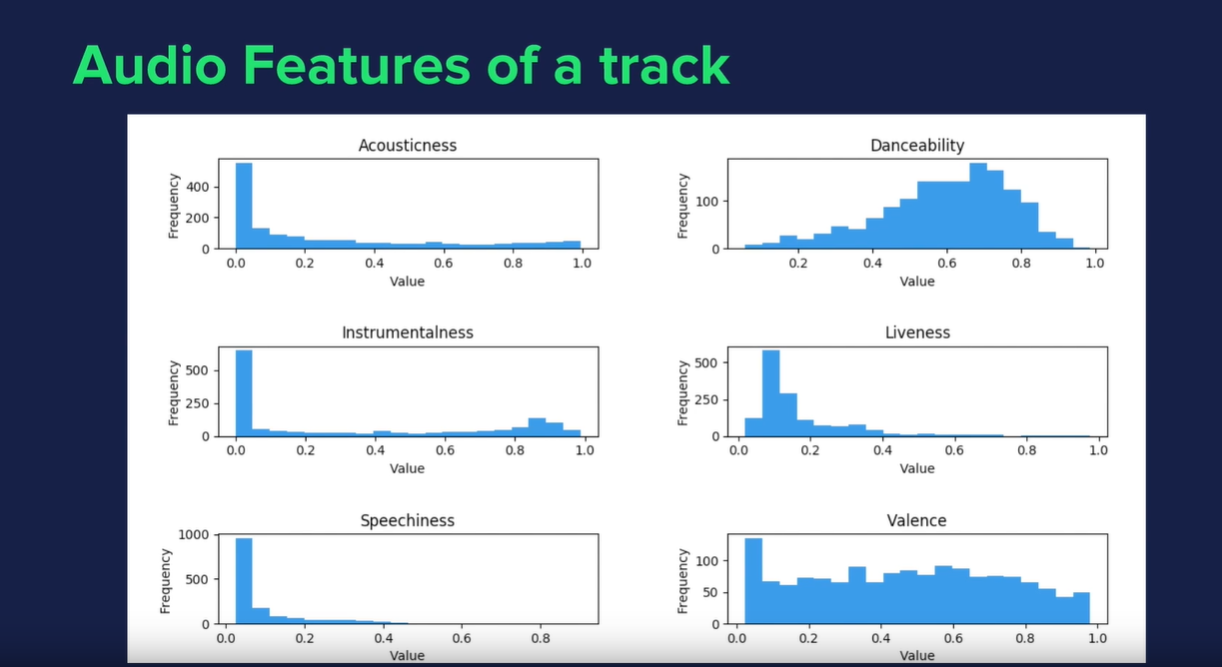 Audio Features of a track
Acousticness
Frequency
400
200
0
0.0 0.2 0.4 0.6 0.8 1.0
Value
Danceability
Frequency
100
0
0.2 0.4 0.6 0.8 1.0
Value
Instrumentalness
Frequency
500
250
0
0.0 0.2 0.4 0.6 0.8 1.0
Value
Liveness
Frequency
500
250
0
0.0 0.2 0.4 0.6 0.8 1.0
Value
Speechiness
Frequency
1000
500
0
0.0 0.2 0.4 0.6 0.8
Value
Valence
Frequency
100
50
0
0.0 0.2 0.4 0.6 0.8 1.0
Value